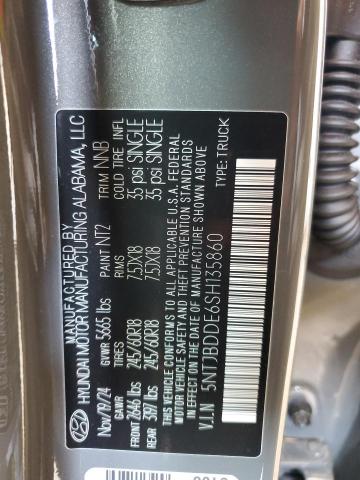 MANUFACTURED BY
HYUNDAI MOTOR MANUFACTURING ALABAMA, LLC
Nov/19/24 GVWR 5665 lbs PAINT NT2 TRIM NNB
GAWR RIMS COLD TIRE INFL
FRONT 2646 lbs 245/60R18 7.5JX18 35 psi SINGLE
REAR 3197 lbs 245/60R18 7.5JX18 35 psi SINGLE
THIS VEHICLE CONFORMS TO ALL APPLICABLE U.S.A. FEDERAL
MOTOR VEHICLE SAFETY AND THEFT PREVENTION STANDARDS
IN EFFECT ON THE DATE OF MANUFACTURE SHOWN ABOVE
V.I.N 5NTJBDDE6SH135860 TYPE: TRUCK